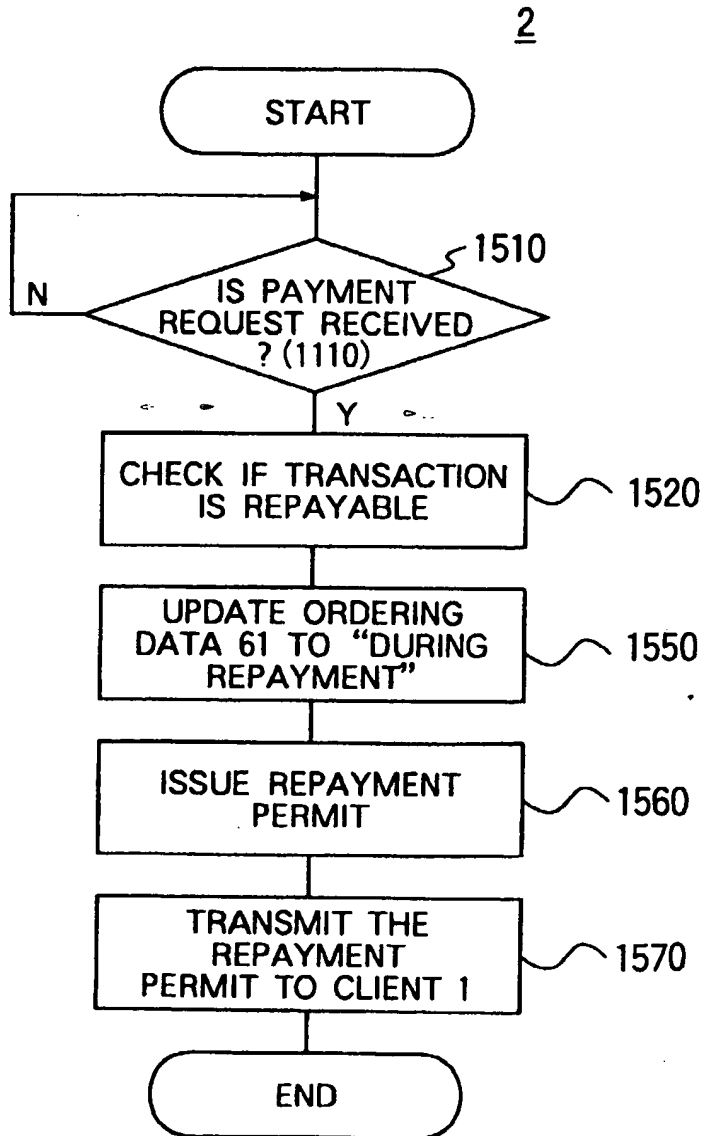 2
START
1510
N
IS PAYMENT
REQUEST RECEIVED
? (1110)
Y
CHECK IF TRANSACTION
IS REPAYABLE
1520
UPDATE ORDERING
DATA 61 TO “DURING
REPAYMENT”
1550
ISSUE REPAYMENT
PERMIT
1560
TRANSMIT THE
REPAYMENT
PERMIT TO CLIENT 1
1570
END